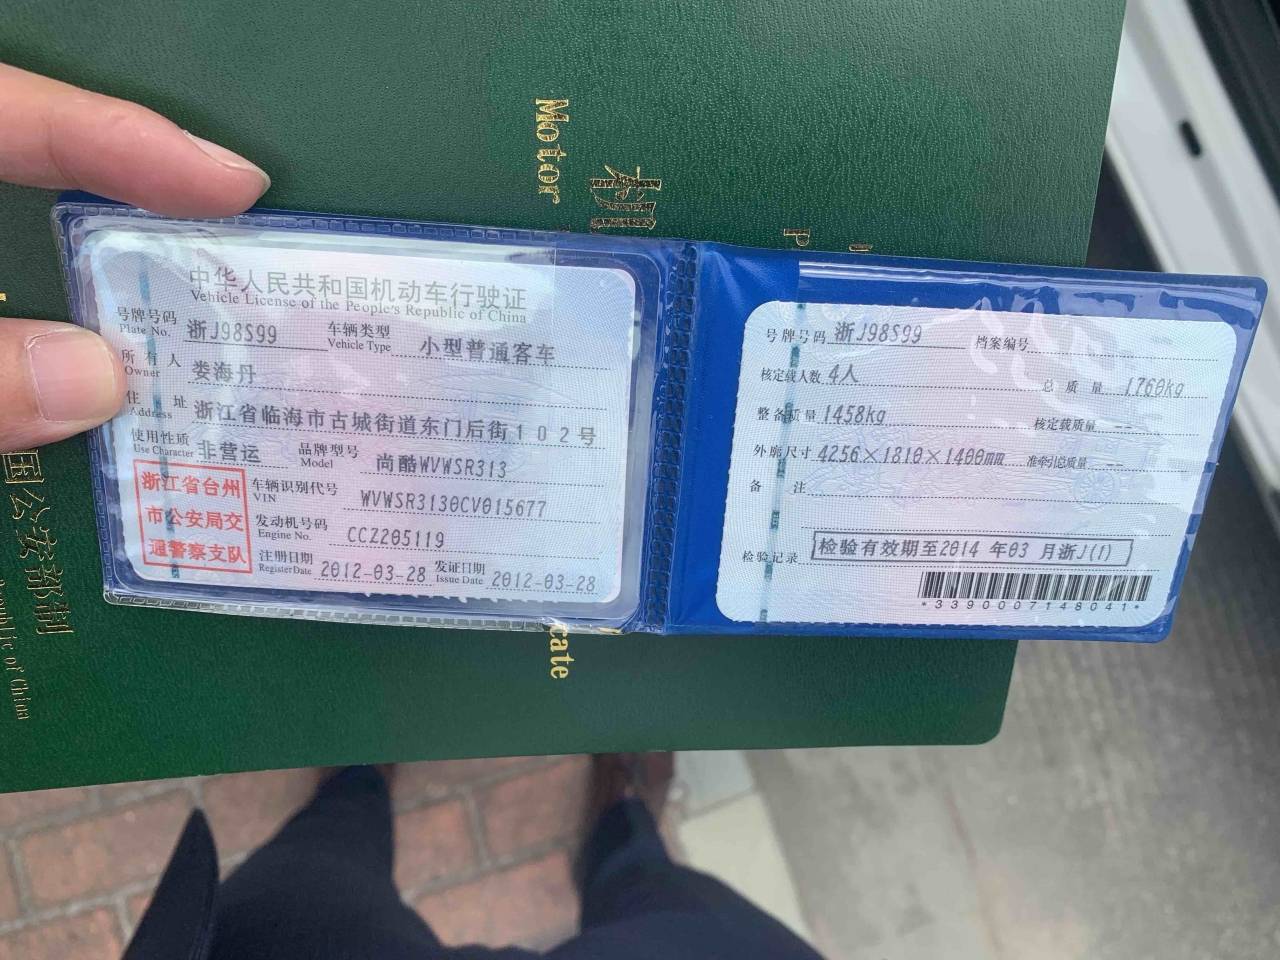 Motor
机
P
cate
国公安部制
Republic of China
中华人民共和国机动车行驶证
Vehicle License of the People's Republic of China
号牌号码 浙J98S99 车辆类型 小型普通客车
Plate No. Vehicle Type
所有人 娄海丹
Owner
住址 浙江省临海市古城街道东门后街102号
Address
使用性质 非营运 品牌型号 尚酷WVWSR313
Use Character Model
浙江省台州
市公安局交
通警察支队
车辆识别代号 WVWSR3130CV015677
VIN
发动机号码 CCZ205119
Engine No.
注册日期 2012-03-28 发证日期 2012-03-28
Register Date Issue Date
号牌号码 浙J98S99 档案编号
核定载人数 4人 总质量 1760kg
整备质量 1458kg 核定载质量 --
外廓尺寸 4256×1810×1400mm 准牵引总质量 --
备注
检验记录 检验有效期至2014 年03 月浙J(1)
*3390007148041*